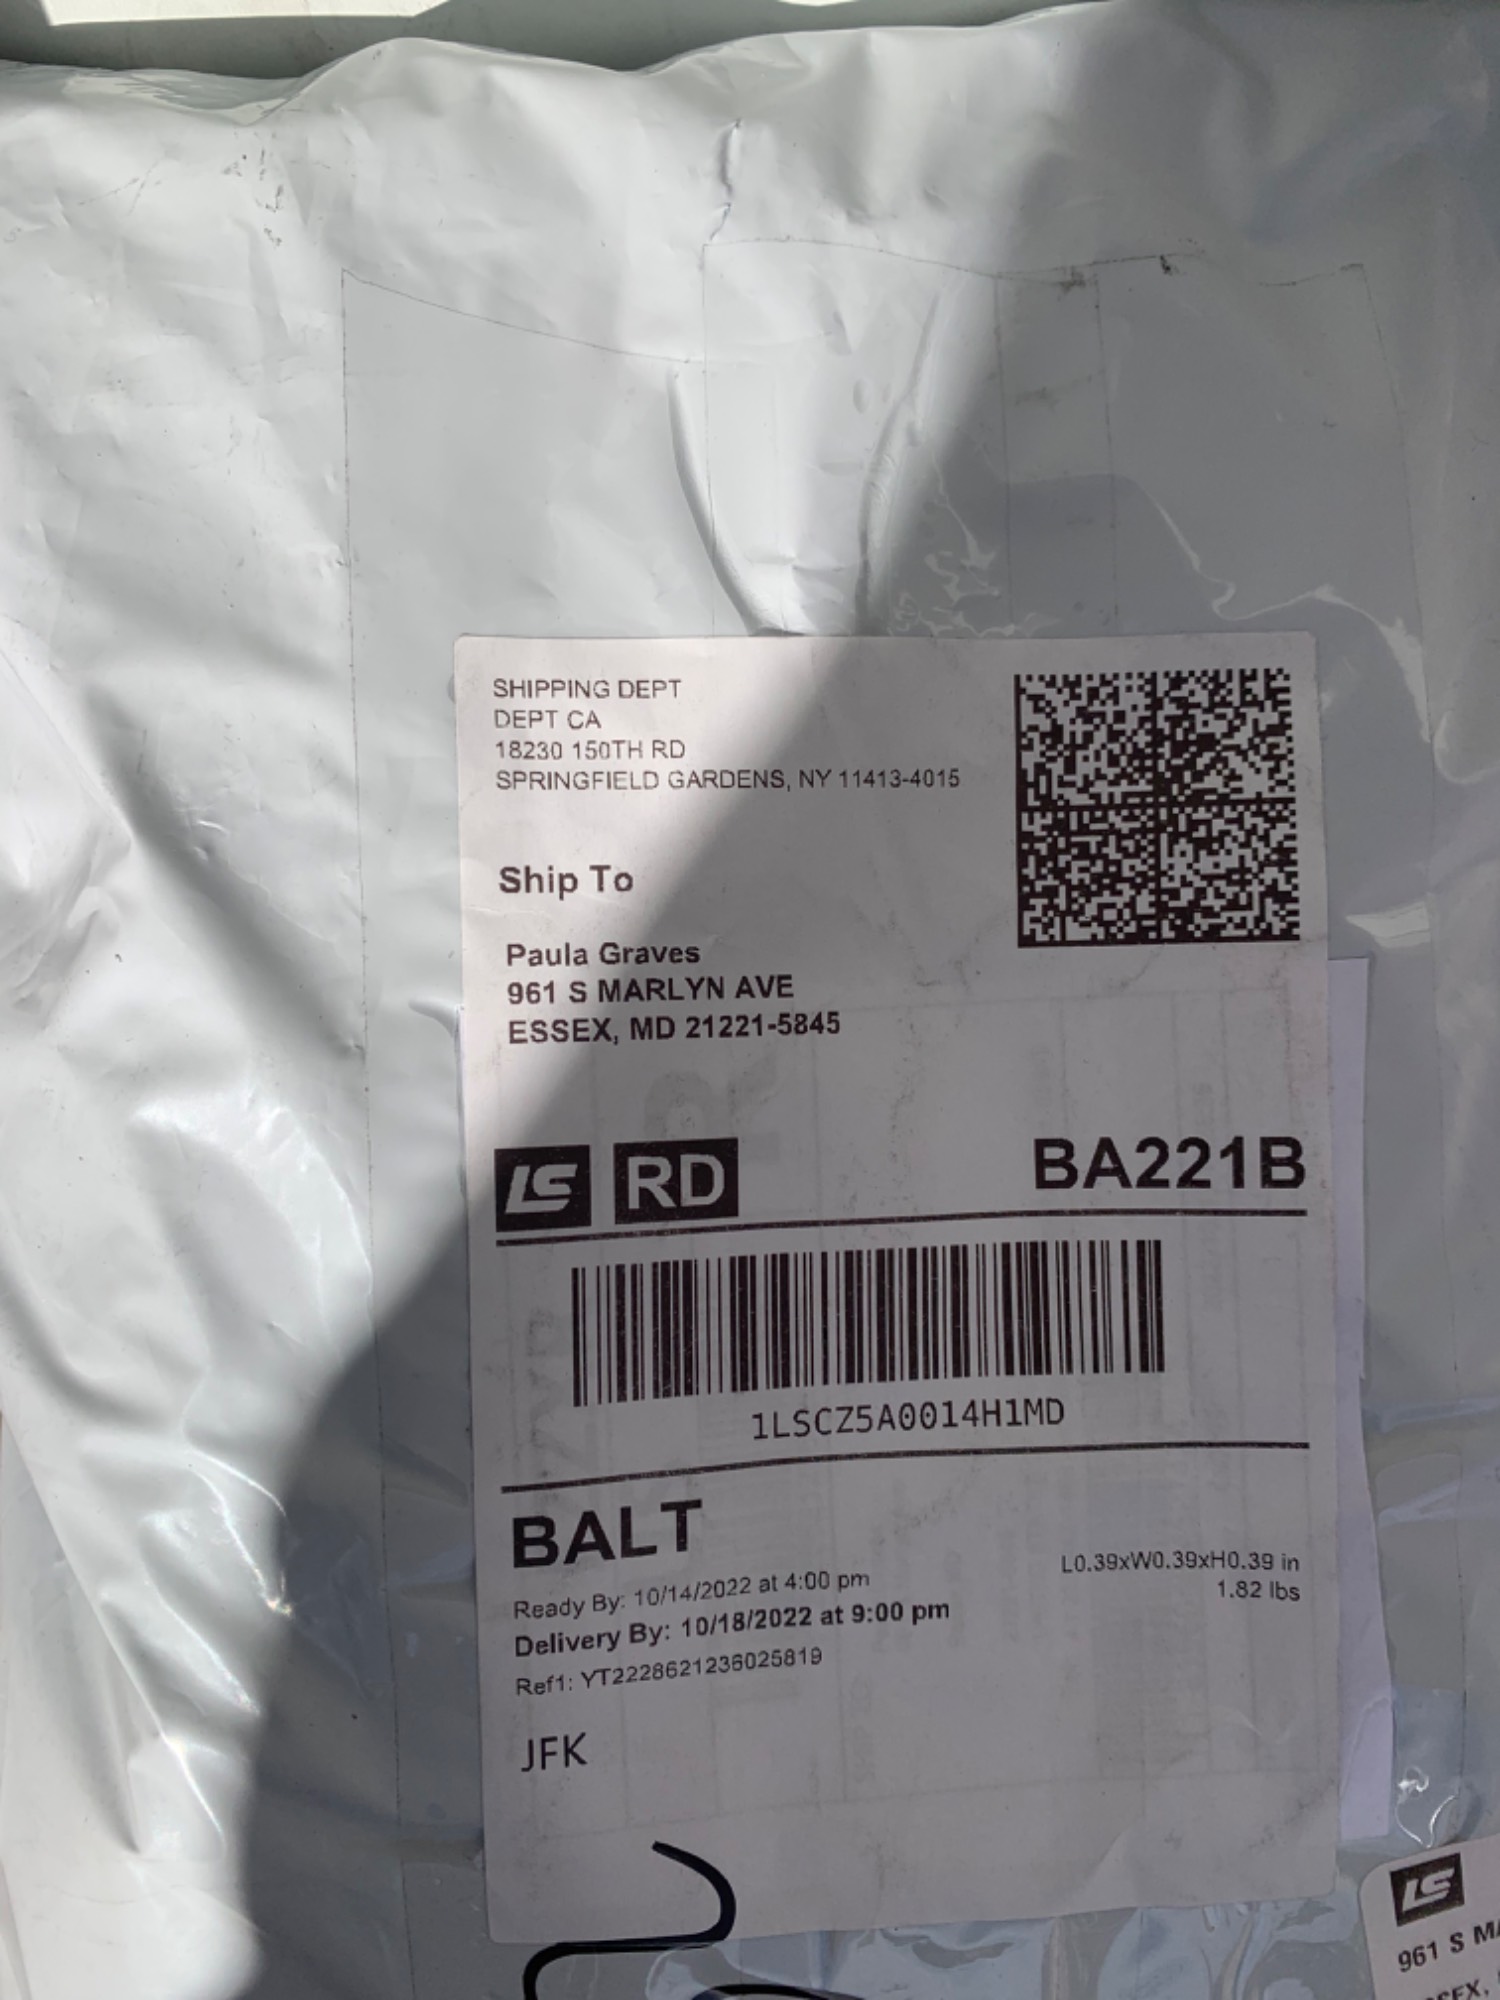 SHIPPING DEPT
DEPT CA
18230 150TH RD
SPRINGFIELD GARDENS, NY 11413-4015
Ship To
Paula Graves
961 S MARLYN AVE
ESSEX, MD 21221-5845
LS RD BA221B
1LSCZ5A0014H1MD
BALT
L0.39xW0.39xH0.39 in
1.82 lbs
Ready By: 10/14/2022 at 4:00 pm
Delivery By: 10/18/2022 at 9:00 pm
Ref1: YT2228621236025819
JFK
LS
961 S